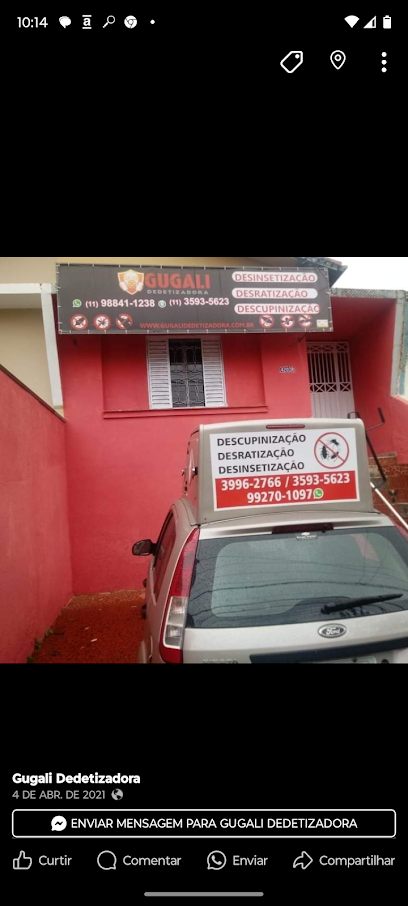 10:14
GUGALI
DEDETIZADORA
(11) 98841-1238 (11) 3593-5623
DESINSETIZAÇÃO
DESRATIZAÇÃO
DESCUPINIZAÇÃO
WWW.GUGALIDEDETIZADORA.COM.BR
DESCUPINIZAÇÃO
DESRATIZAÇÃO
DESINSETIZAÇÃO
3996-2766 / 3593-5623
99270-1097
Ford
Gugali Dedetizadora
4 DE ABR. DE 2021
ENVIAR MENSAGEM PARA GUGALI DEDETIZADORA
Curtir
Comentar
Enviar
Compartilhar